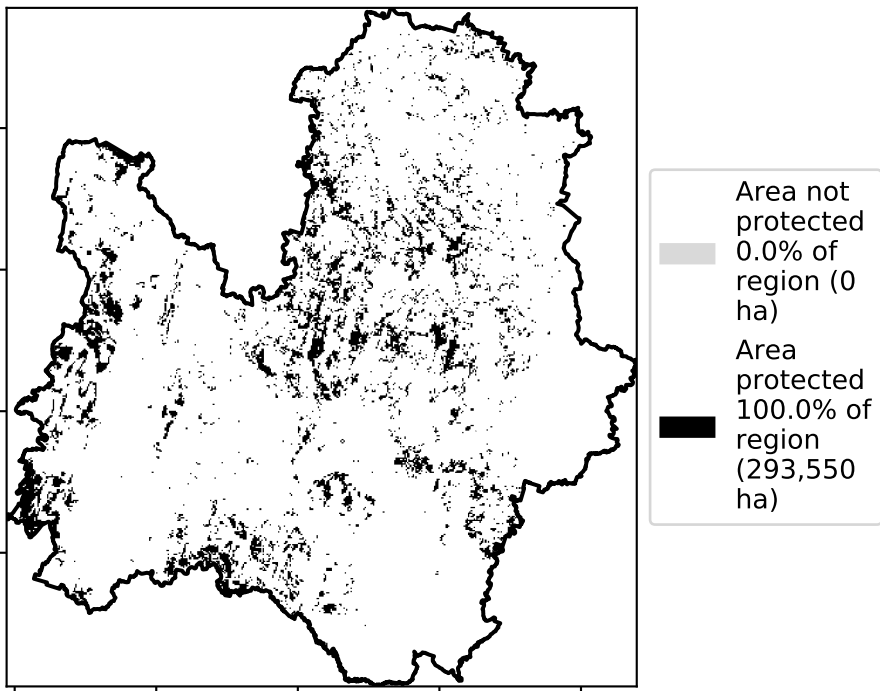 Area not
protected
0.0% of
region (0
ha)
Area
protected
100.0% of
region
(293,550
ha)